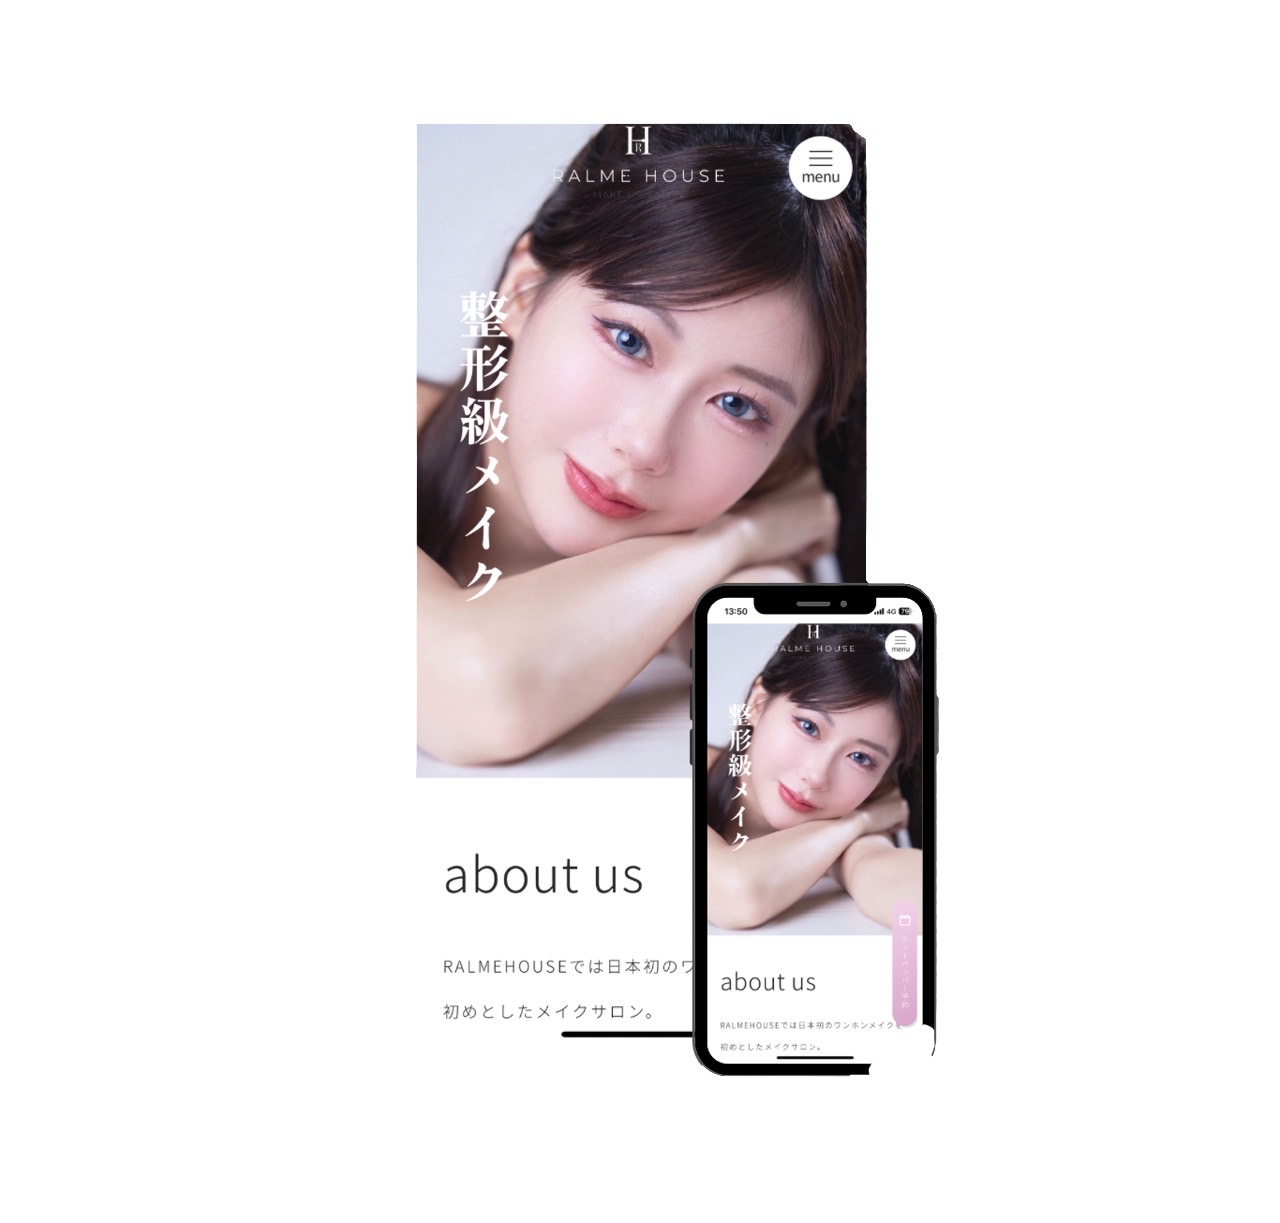 HR
RALME HOUSE
MAKE
menu
整形級メイク
about us
RALMEHOUSEでは日本初のワ
初めとしたメイクサロン。
13:50
4G
79
HR
ALME HOUSE
menu
整形級メイク
ホットペッパー予約
about us
RALMEHOUSEでは日本初のワンホンメイクを
初めとしたメイクサロン。